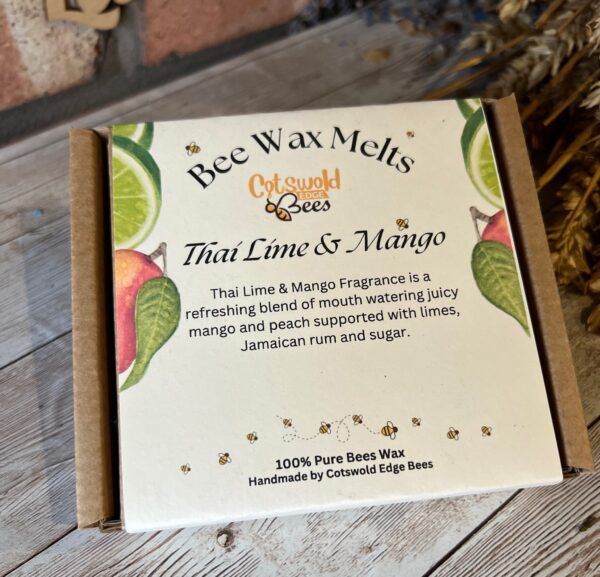 Bee Wax Melts
Cotswold
EDGE
Bees
Thai Lime & Mango
Thai Lime & Mango Fragrance is a
refreshing blend of mouth watering juicy
mango and peach supported with limes,
Jamaican rum and sugar.
100% Pure Bees Wax
Handmade by Cotswold Edge Bees